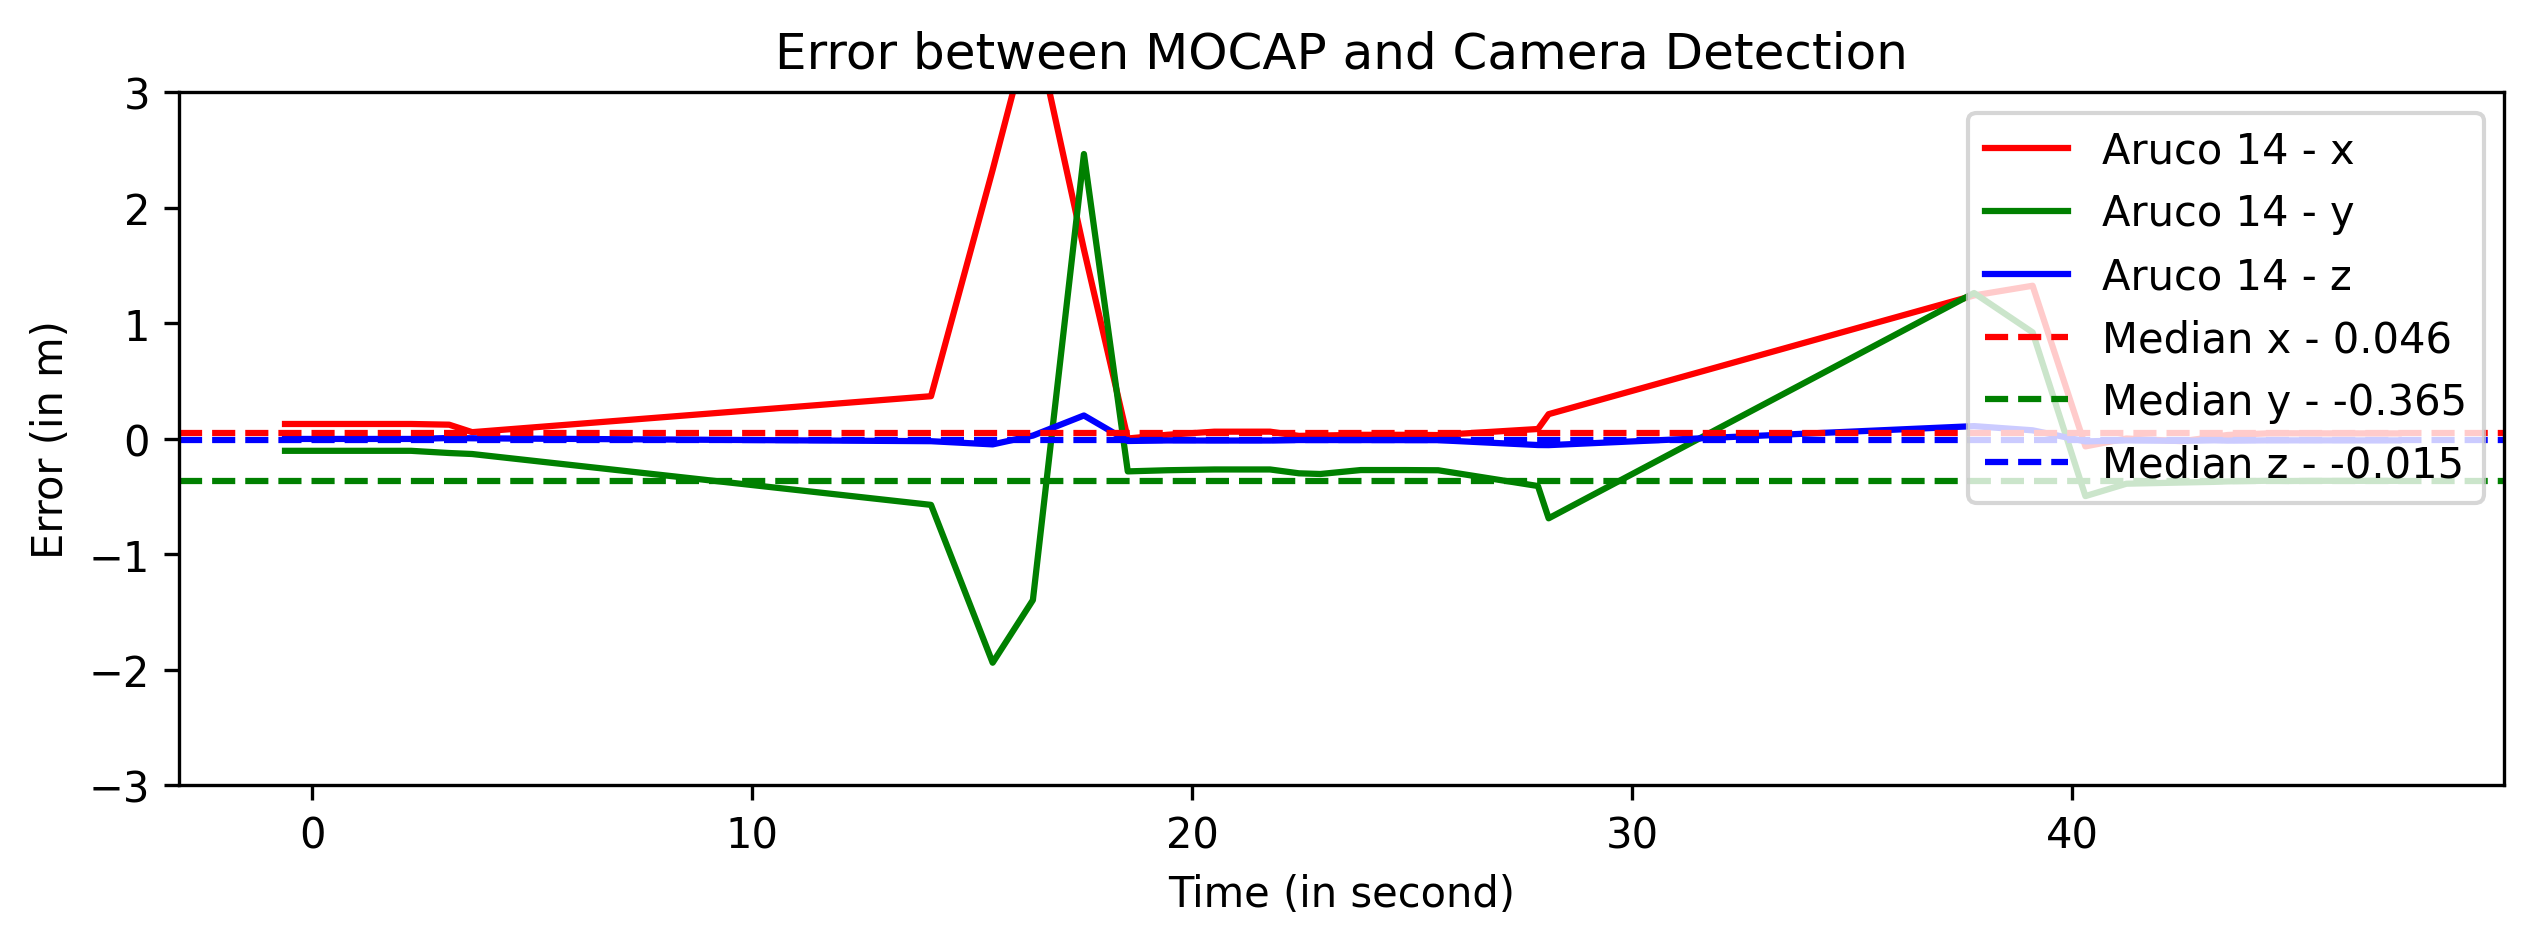 Error between MOCAP and Camera Detection
3
2
1
0
−1
−2
−3
Error (in m)
Aruco 14 - x
Aruco 14 - y
Aruco 14 - z
Median x - 0.046
Median y - -0.365
Median z - -0.015
0 10 20 30 40
Time (in second)